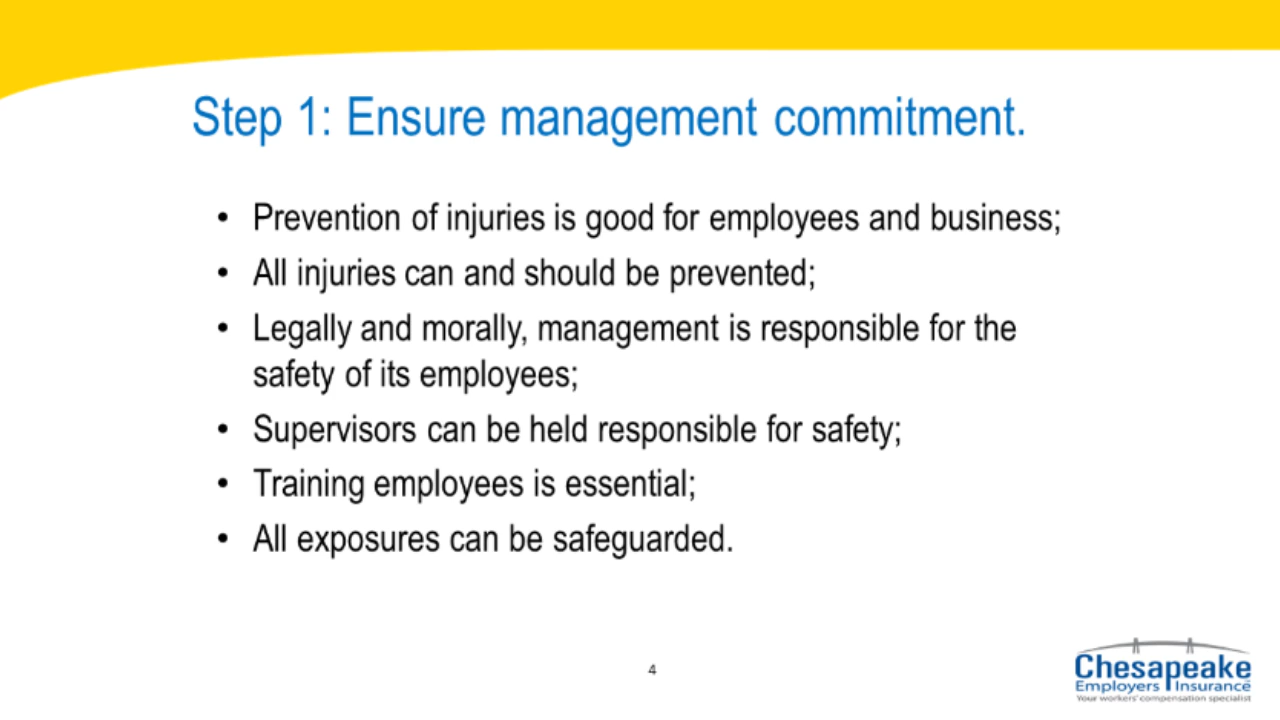 Step 1: Ensure management commitment.
• Prevention of injuries is good for employees and business;
• All injuries can and should be prevented;
• Legally and morally, management is responsible for the
safety of its employees;
• Supervisors can be held responsible for safety;
• Training employees is essential;
• All exposures can be safeguarded.
4
Chesapeake
Employers Insurance
Your workers' compensation specialist